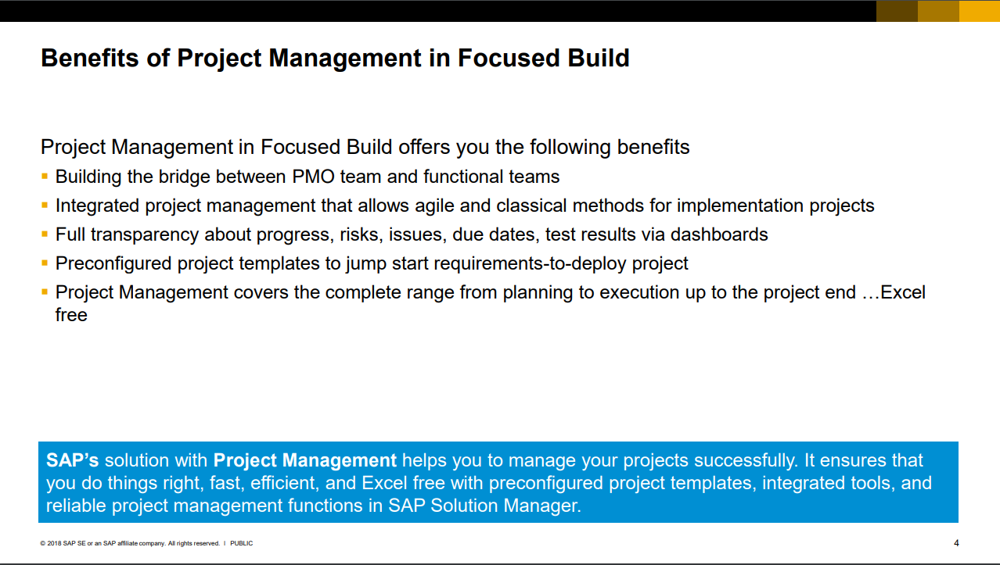 Benefits of Project Management in Focused Build
Project Management in Focused Build offers you the following benefits
▪ Building the bridge between PMO team and functional teams
▪ Integrated project management that allows agile and classical methods for implementation projects
▪ Full transparency about progress, risks, issues, due dates, test results via dashboards
▪ Preconfigured project templates to jump start requirements-to-deploy project
▪ Project Management covers the complete range from planning to execution up to the project end …Excel
free
SAP’s solution with Project Management helps you to manage your projects successfully. It ensures that
you do things right, fast, efficient, and Excel free with preconfigured project templates, integrated tools, and
reliable project management functions in SAP Solution Manager.
© 2018 SAP SE or an SAP affiliate company. All rights reserved. I PUBLIC
4